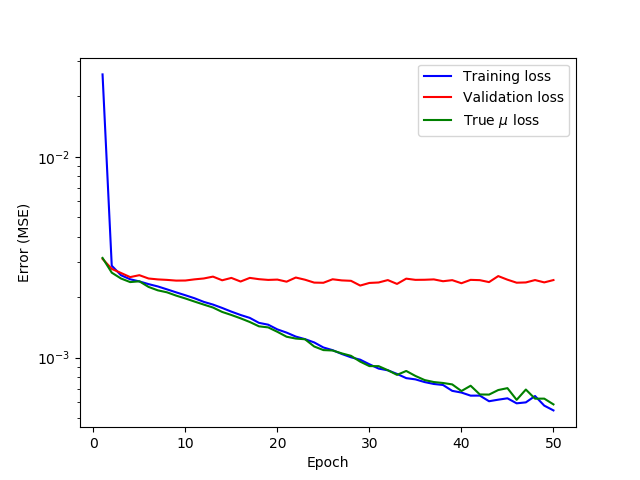 Training loss
Validation loss
True μ loss
10⁻²
10⁻³
Error (MSE)
0 10 20 30 40 50
Epoch